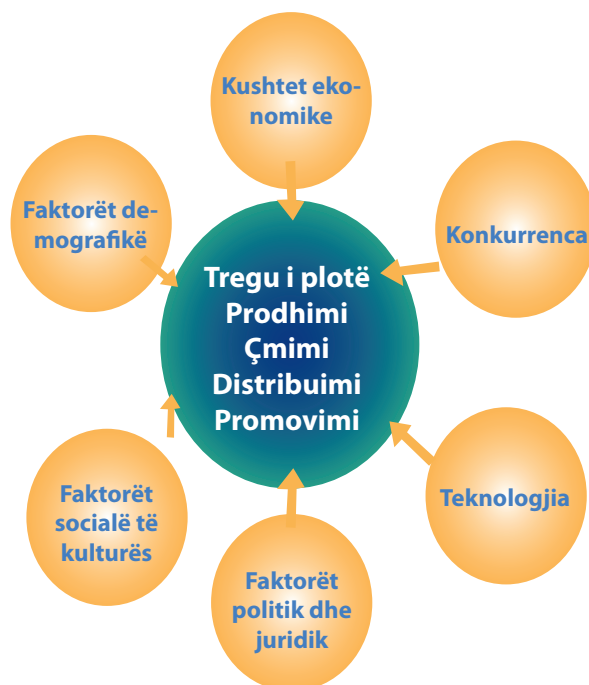 Kushtet eko-
nomike
Faktorët de-
mografikë
Konkurrenca
Tregu i plotë
Prodhimi
Çmimi
Distribuimi
Promovimi
Faktorët
socialë të
kulturës
Teknologjia
Faktorët
politik dhe
juridik